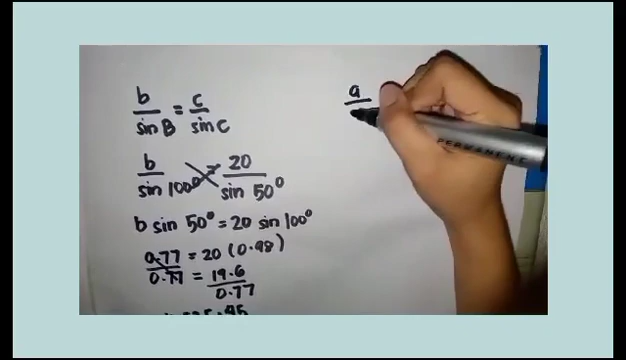 b/sin B = c/sin C
b/sin 100° = 20/sin 50°
b sin 50° = 20 sin 100°
0.77/0.77 = 20 (0.98)
= 19.6/0.77
a
PERMANENT